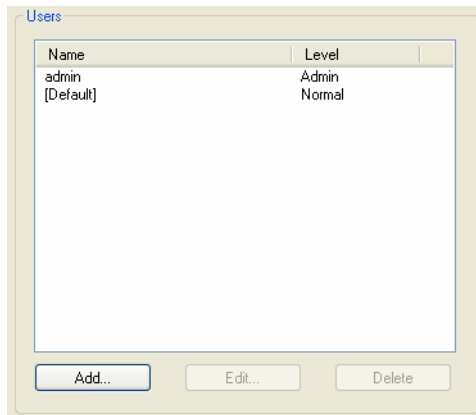 Users
Name Level
admin Admin
[Default] Normal
Add... Edit... Delete